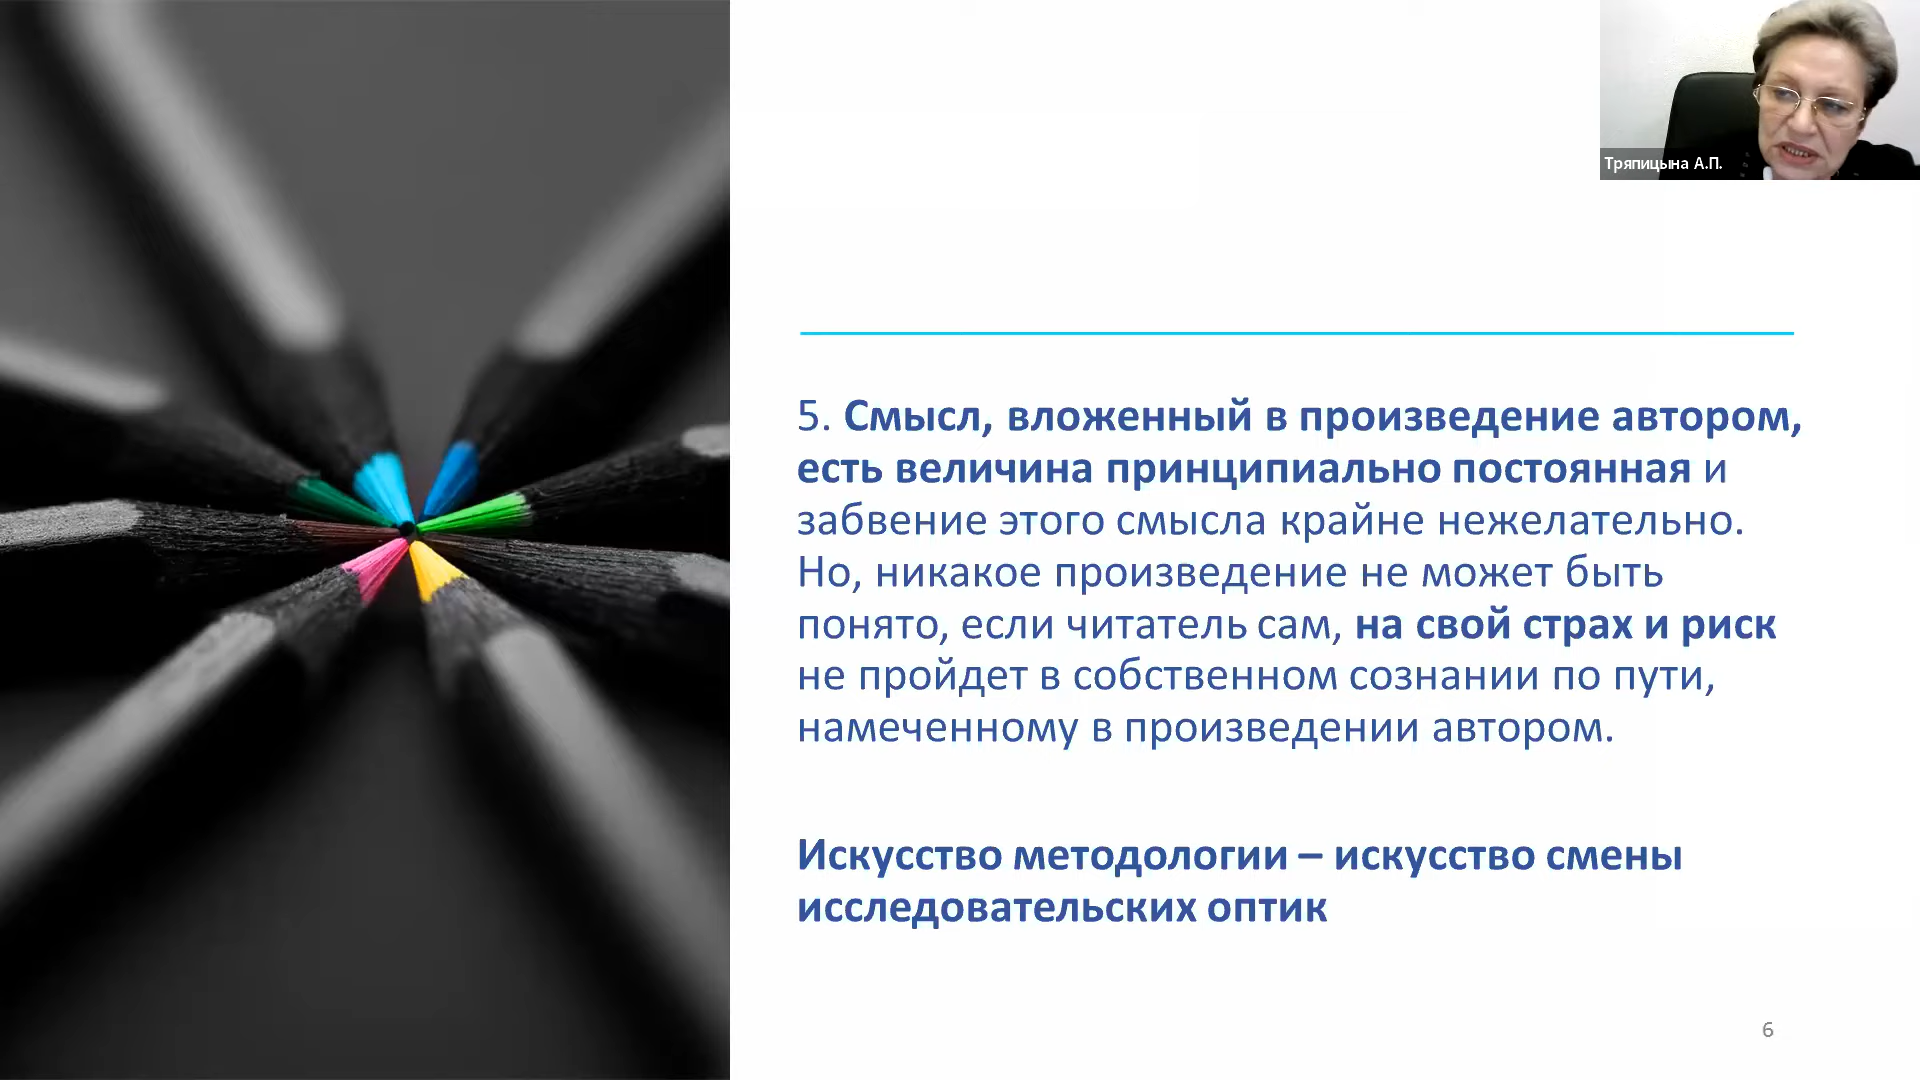 Тряпицына А.П.
5. Смысл, вложенный в произведение автором,
есть величина принципиально постоянная и
забвение этого смысла крайне нежелательно.
Но, никакое произведение не может быть
понято, если читатель сам, на свой страх и риск
не пройдет в собственном сознании по пути,
намеченному в произведении автором.
Искусство методологии – искусство смены
исследовательских оптик
6